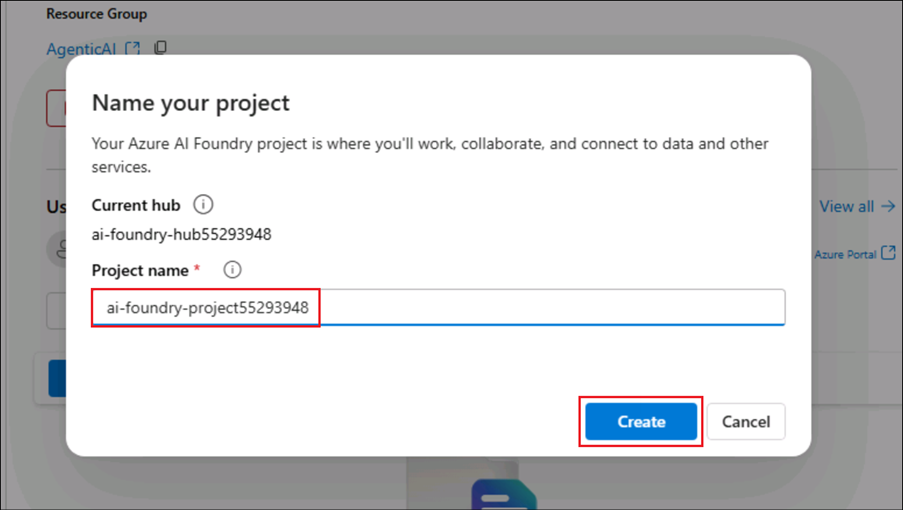 Resource Group
AgenticAI
Name your project
Your Azure AI Foundry project is where you'll work, collaborate, and connect to data and other
services.
Current hub
ai-foundry-hub55293948
Us
View all
Project name *
Azure Portal
ai-foundry-project55293948
Create
Cancel